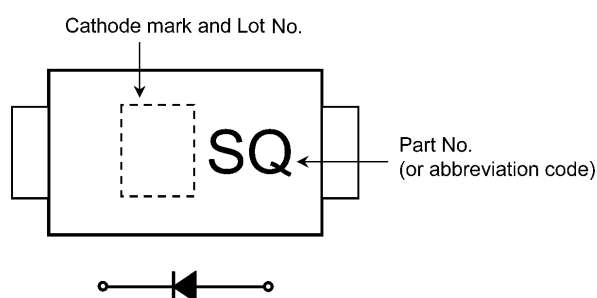 Cathode mark and Lot No.
SQ
Part No.
(or abbreviation code)